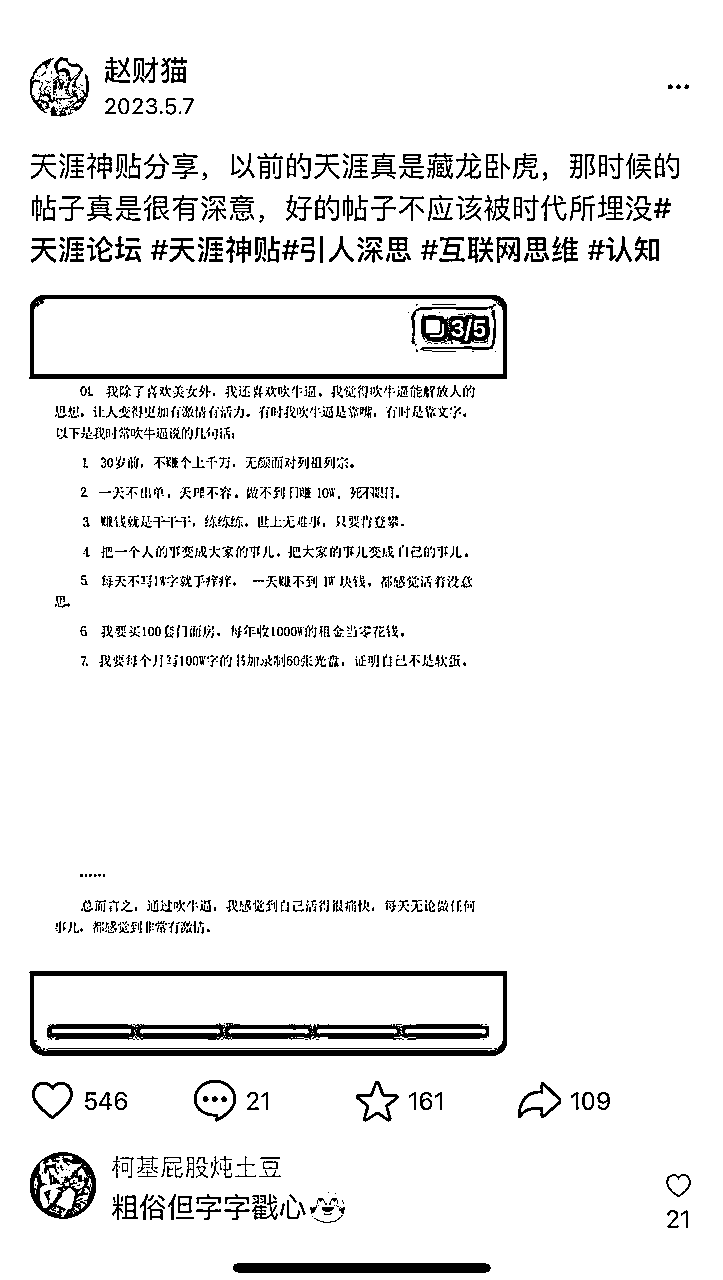 赵财猫
2023.5.7
天涯神贴分享，以前的天涯真是藏龙卧虎，那时候的
帖子真是很有深意，好的帖子不应该被时代所埋没#
天涯论坛 #天涯神贴#引人深思 #互联网思维 #认知
3/5
01 我除了喜欢美女外，我还喜欢吹牛逼，我觉得吹牛逼能解放人的
思想，让人变得更加有激情有活力。有时我吹牛逼是靠嘴，有时是靠文字。
以下是我时常吹牛逼说的几句话：
1 30岁前，不赚个上千万，无颜面对列祖列宗。
2 一天不出单，天理不容。做不到日赚 10W，死不瞑目。
3 赚钱就是干干干，练练练，世上无难事，只要肯登攀。
4 把一个人的事变成大家的事儿，把大家的事儿变成自己的事儿。
5 每天不写1W字就手痒痒， 一天赚不到 1W 块钱，都感觉活着没意
思。
6 我要买100套门面房，每年收1000W的租金当零花钱。
7. 我要每个月写100W字的书加录制60张光盘，证明自己不是软蛋。
……
总而言之，通过吹牛逼，我感觉到自己活得很痛快，每天无论做任何
事儿，都感觉到非常有激情。
546
21
161
109
柯基屁股炖土豆
粗俗但字字戳心
21